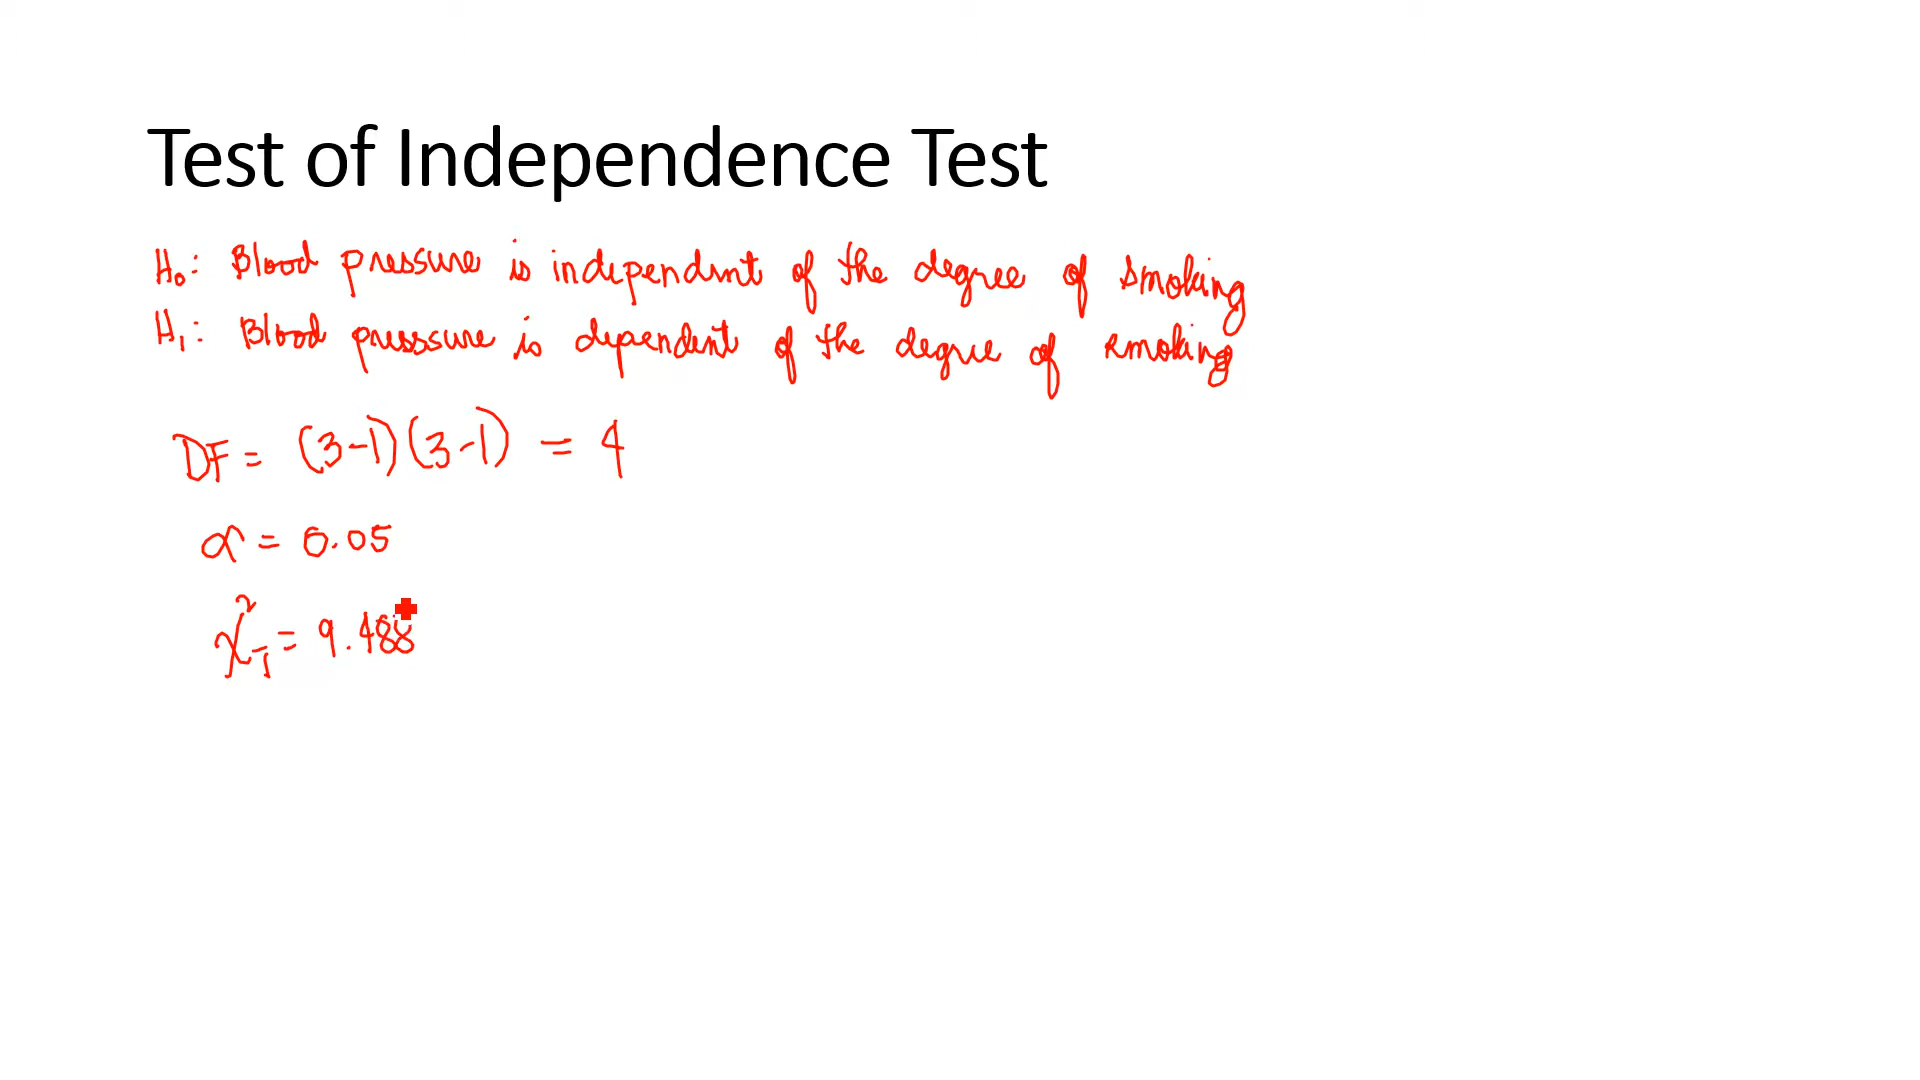 Test of Independence Test
H₀: Blood pressure is independent of the degree of smoking
H₁: Blood presssure is dependent of the degree of smoking
DF = (3-1)(3-1) = 4
α = 0.05
χ²_T = 9.488